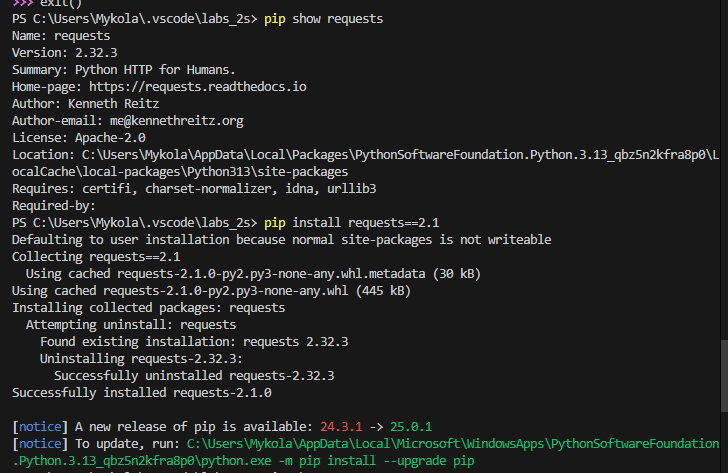 >>> exit()
PS C:\Users\Mykola\.vscode\labs_2s> pip show requests
Name: requests
Version: 2.32.3
Summary: Python HTTP for Humans.
Home-page: https://requests.readthedocs.io
Author: Kenneth Reitz
Author-email: me@kennethreitz.org
License: Apache-2.0
Location: C:\Users\Mykola\AppData\Local\Packages\PythonSoftwareFoundation.Python.3.13_qbz5n2kfra8p0\L
ocalCache\local-packages\Python313\site-packages
Requires: certifi, charset-normalizer, idna, urllib3
Required-by:
PS C:\Users\Mykola\.vscode\labs_2s> pip install requests==2.1
Defaulting to user installation because normal site-packages is not writeable
Collecting requests==2.1
  Using cached requests-2.1.0-py2.py3-none-any.whl.metadata (30 kB)
Using cached requests-2.1.0-py2.py3-none-any.whl (445 kB)
Installing collected packages: requests
  Attempting uninstall: requests
    Found existing installation: requests 2.32.3
    Uninstalling requests-2.32.3:
      Successfully uninstalled requests-2.32.3
Successfully installed requests-2.1.0

[notice] A new release of pip is available: 24.3.1 -> 25.0.1
[notice] To update, run: C:\Users\Mykola\AppData\Local\Microsoft\WindowsApps\PythonSoftwareFoundation
.Python.3.13_qbz5n2kfra8p0\python.exe -m pip install --upgrade pip